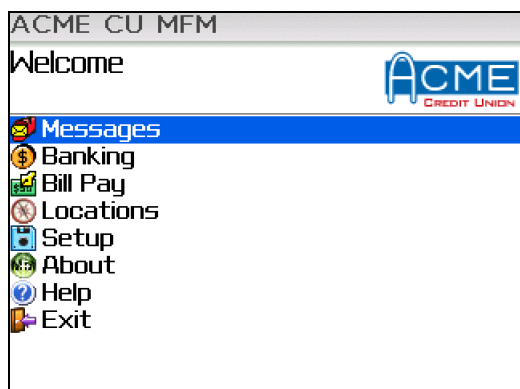 ACME CU MFM
Welcome
ACME
CREDIT UNION
Messages
Banking
Bill Pay
Locations
Setup
About
Help
Exit